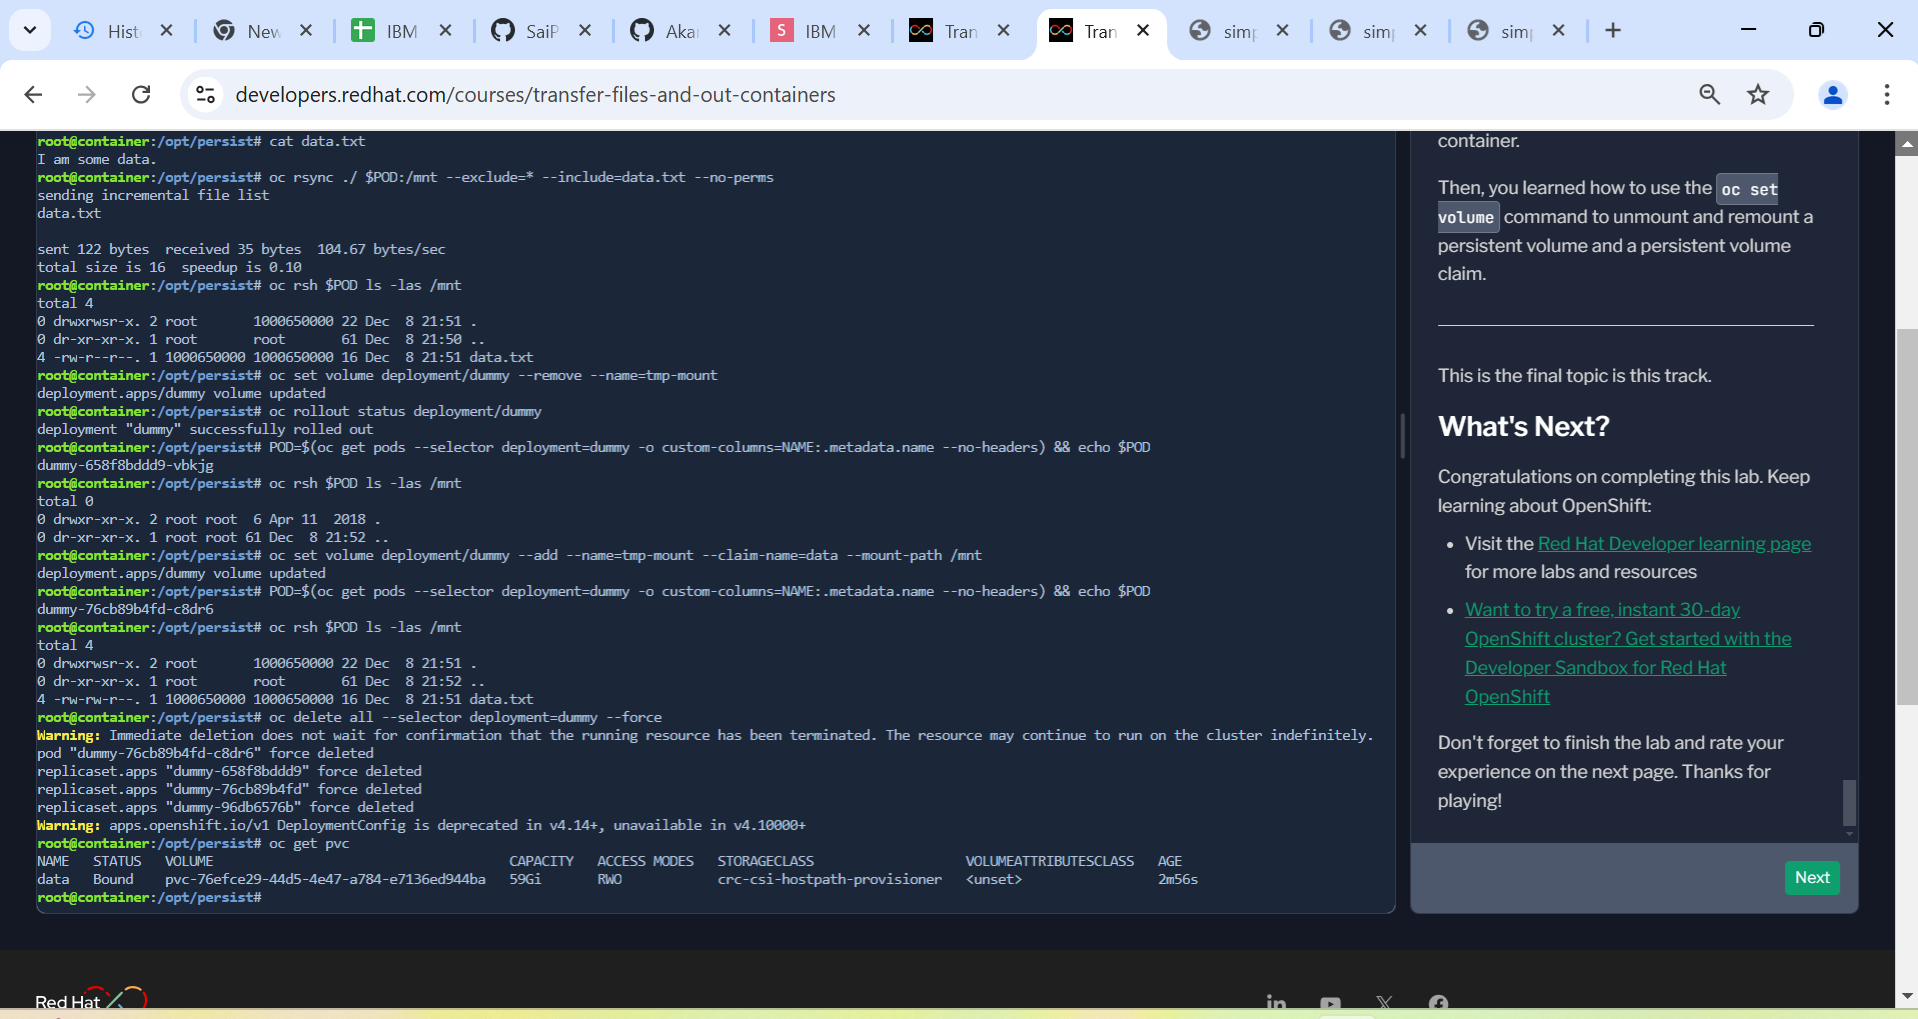 Hist
New
IBM
SaiP
Aka
IBM
Tran
Tran
simp
simp
simp
developers.redhat.com/courses/transfer-files-and-out-containers
root@container:/opt/persist# cat data.txt
I am some data.
root@container:/opt/persist# oc rsync ./ $POD:/mnt --exclude=* --include=data.txt --no-perms
sending incremental file list
data.txt
sent 122 bytes  received 35 bytes  104.67 bytes/sec
total size is 16  speedup is 0.10
root@container:/opt/persist# oc rsh $POD ls -las /mnt
total 4
0 drwxrwsr-x. 2 root       1000650000 22 Dec  8 21:51 .
0 dr-xr-xr-x. 1 root       root       61 Dec  8 21:50 ..
4 -rw-r--r--. 1 1000650000 1000650000 16 Dec  8 21:51 data.txt
root@container:/opt/persist# oc set volume deployment/dummy --remove --name=tmp-mount
deployment.apps/dummy volume updated
root@container:/opt/persist# oc rollout status deployment/dummy
deployment "dummy" successfully rolled out
root@container:/opt/persist# POD=$(oc get pods --selector deployment=dummy -o custom-columns=NAME:.metadata.name --no-headers) && echo $POD
dummy-658f8bddd9-vbkjg
root@container:/opt/persist# oc rsh $POD ls -las /mnt
total 0
0 drwxr-xr-x. 2 root root  6 Apr 11  2018 .
0 dr-xr-xr-x. 1 root root 61 Dec  8 21:52 ..
root@container:/opt/persist# oc set volume deployment/dummy --add --name=tmp-mount --claim-name=data --mount-path /mnt
deployment.apps/dummy volume updated
root@container:/opt/persist# POD=$(oc get pods --selector deployment=dummy -o custom-columns=NAME:.metadata.name --no-headers) && echo $POD
dummy-76cb89b4fd-c8dr6
root@container:/opt/persist# oc rsh $POD ls -las /mnt
total 4
0 drwxrwsr-x. 2 root       1000650000 22 Dec  8 21:51 .
0 dr-xr-xr-x. 1 root       root       61 Dec  8 21:52 ..
4 -rw-rw-r--. 1 1000650000 1000650000 16 Dec  8 21:51 data.txt
root@container:/opt/persist# oc delete all --selector deployment=dummy --force
Warning: Immediate deletion does not wait for confirmation that the running resource has been terminated. The resource may continue to run on the cluster indefinitely.
pod "dummy-76cb89b4fd-c8dr6" force deleted
replicaset.apps "dummy-658f8bddd9" force deleted
replicaset.apps "dummy-76cb89b4fd" force deleted
replicaset.apps "dummy-96db6576b" force deleted
Warning: apps.openshift.io/v1 DeploymentConfig is deprecated in v4.14+, unavailable in v4.10000+
root@container:/opt/persist# oc get pvc
NAME   STATUS   VOLUME                                     CAPACITY   ACCESS MODES   STORAGECLASS                   VOLUMEATTRIBUTESCLASS   AGE
data   Bound    pvc-76efce29-44d5-4e47-a784-e7136ed944ba   59Gi       RWO            crc-csi-hostpath-provisioner   <unset>                 2m56s
root@container:/opt/persist#
container.
Then, you learned how to use the oc set
volume command to unmount and remount a
persistent volume and a persistent volume
claim.
This is the final topic is this track.
What's Next?
Congratulations on completing this lab. Keep
learning about OpenShift:
• Visit the Red Hat Developer learning page
for more labs and resources
• Want to try a free, instant 30-day
OpenShift cluster? Get started with the
Developer Sandbox for Red Hat
OpenShift
Don't forget to finish the lab and rate your
experience on the next page. Thanks for
playing!
Next
Red Hat